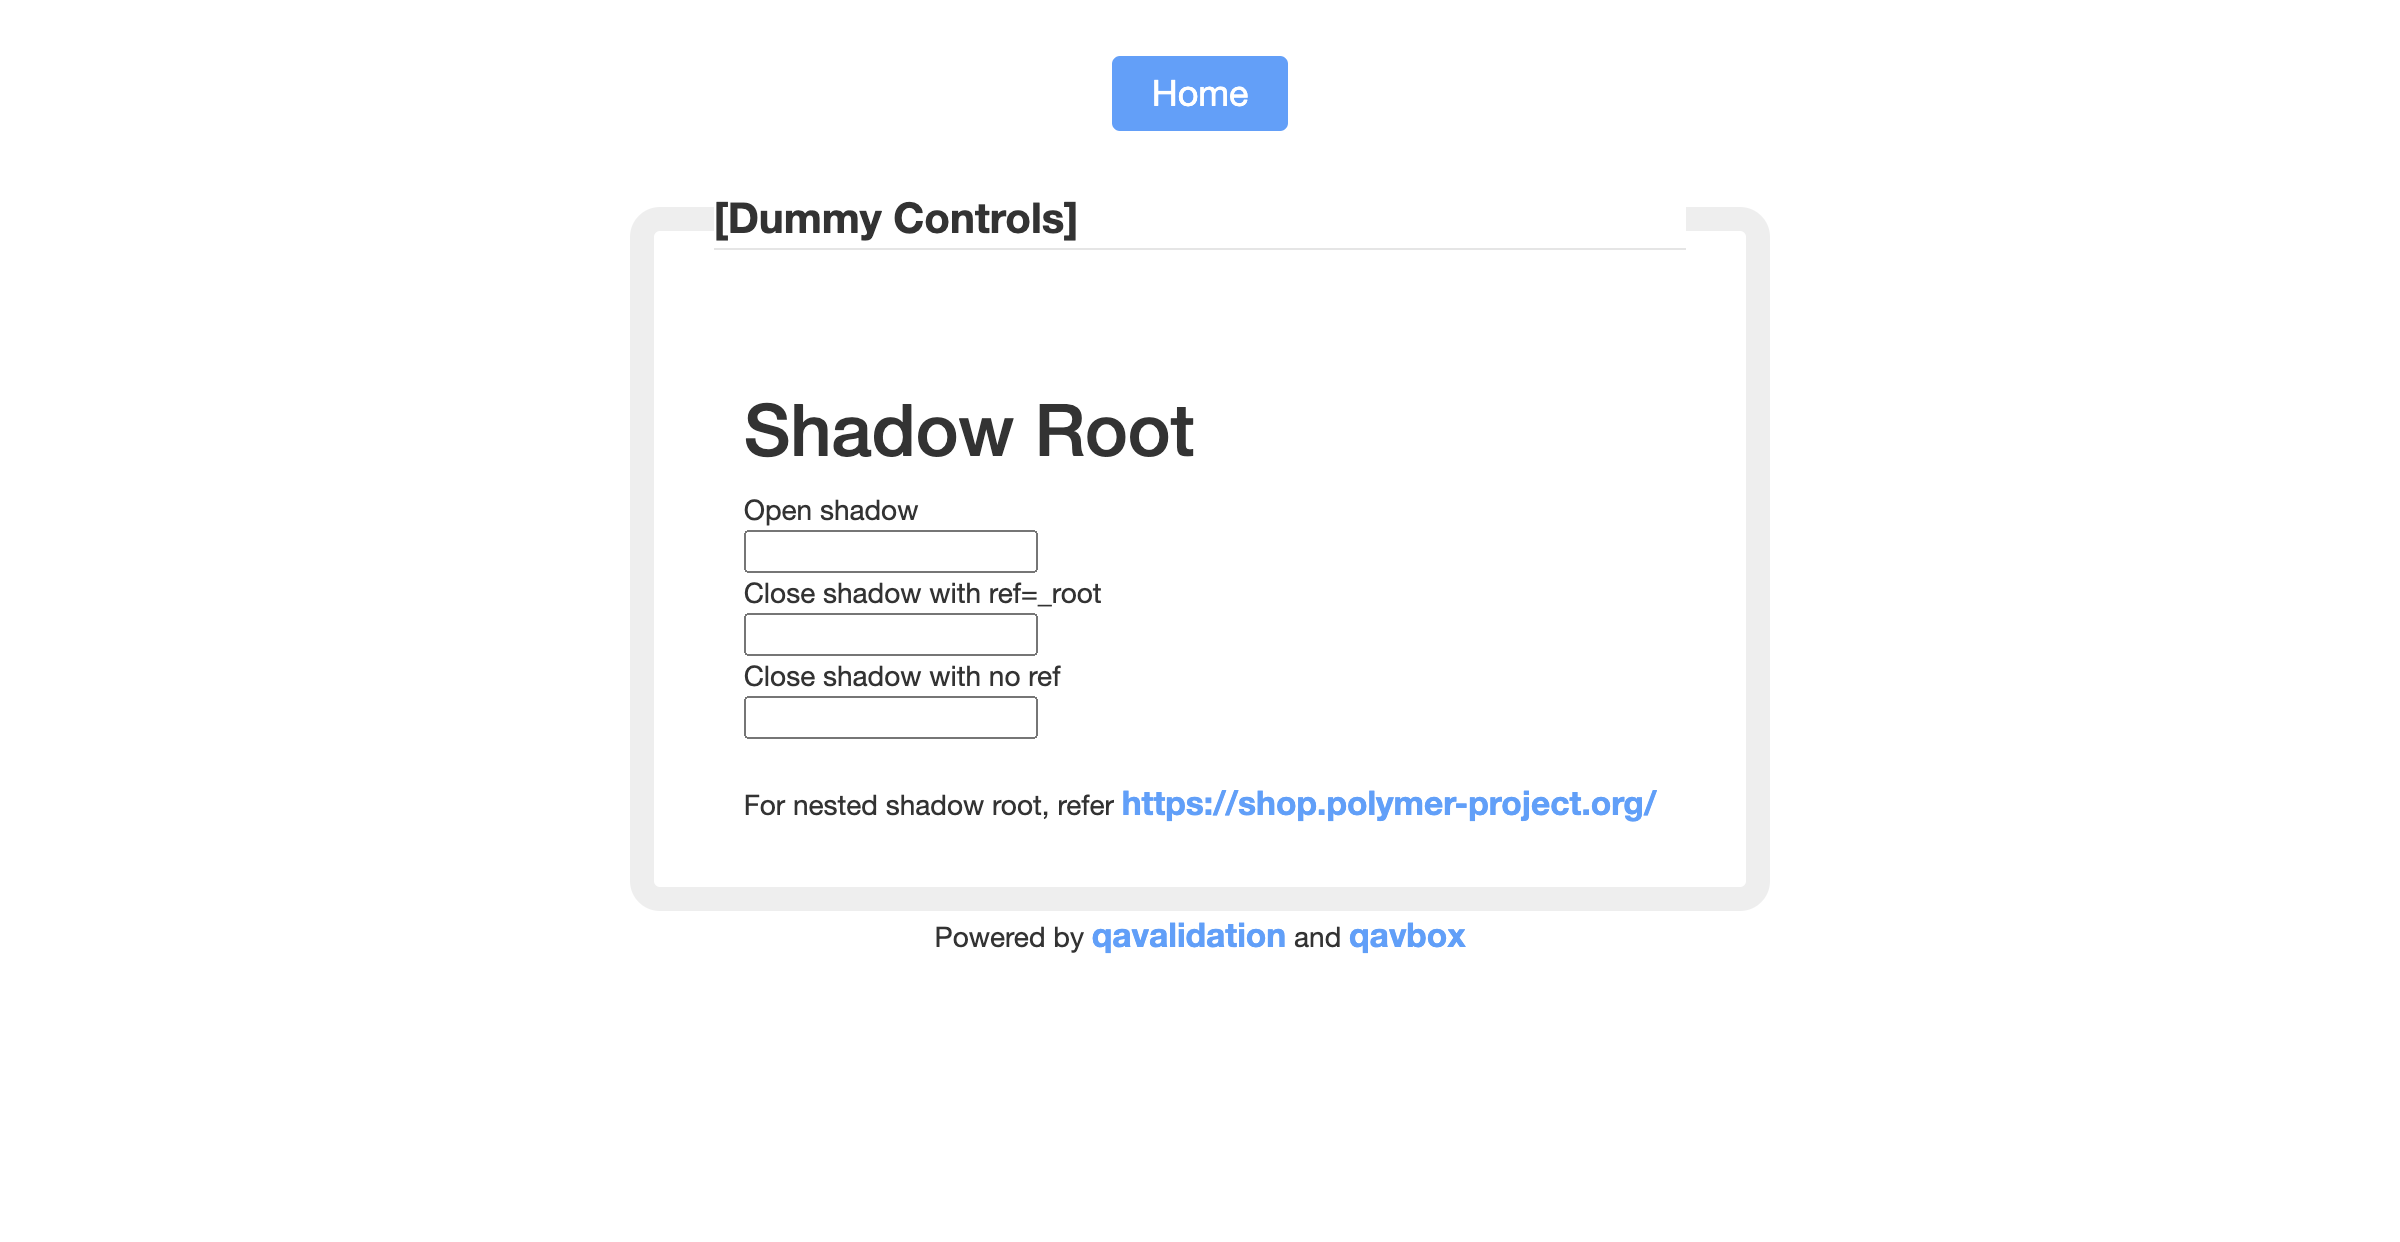 Home
[Dummy Controls]
Shadow Root
Open shadow
Close shadow with ref=_root
Close shadow with no ref
For nested shadow root, refer https://shop.polymer-project.org/
Powered by qavalidation and qavbox